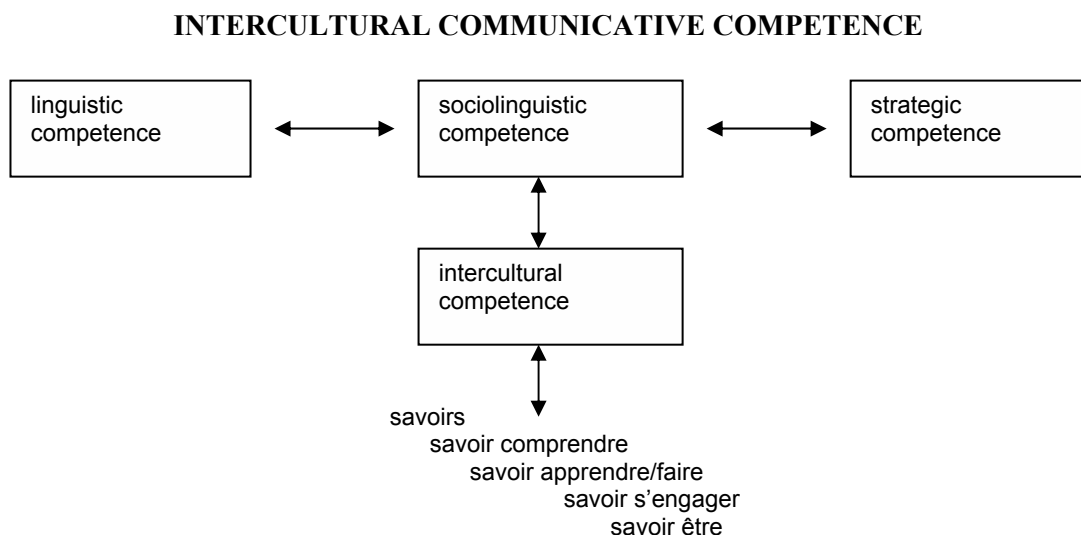 INTERCULTURAL COMMUNICATIVE COMPETENCE
linguistic
competence
sociolinguistic
competence
strategic
competence
intercultural
competence
savoirs
savoir comprendre
savoir apprendre/faire
savoir s’engager
savoir être